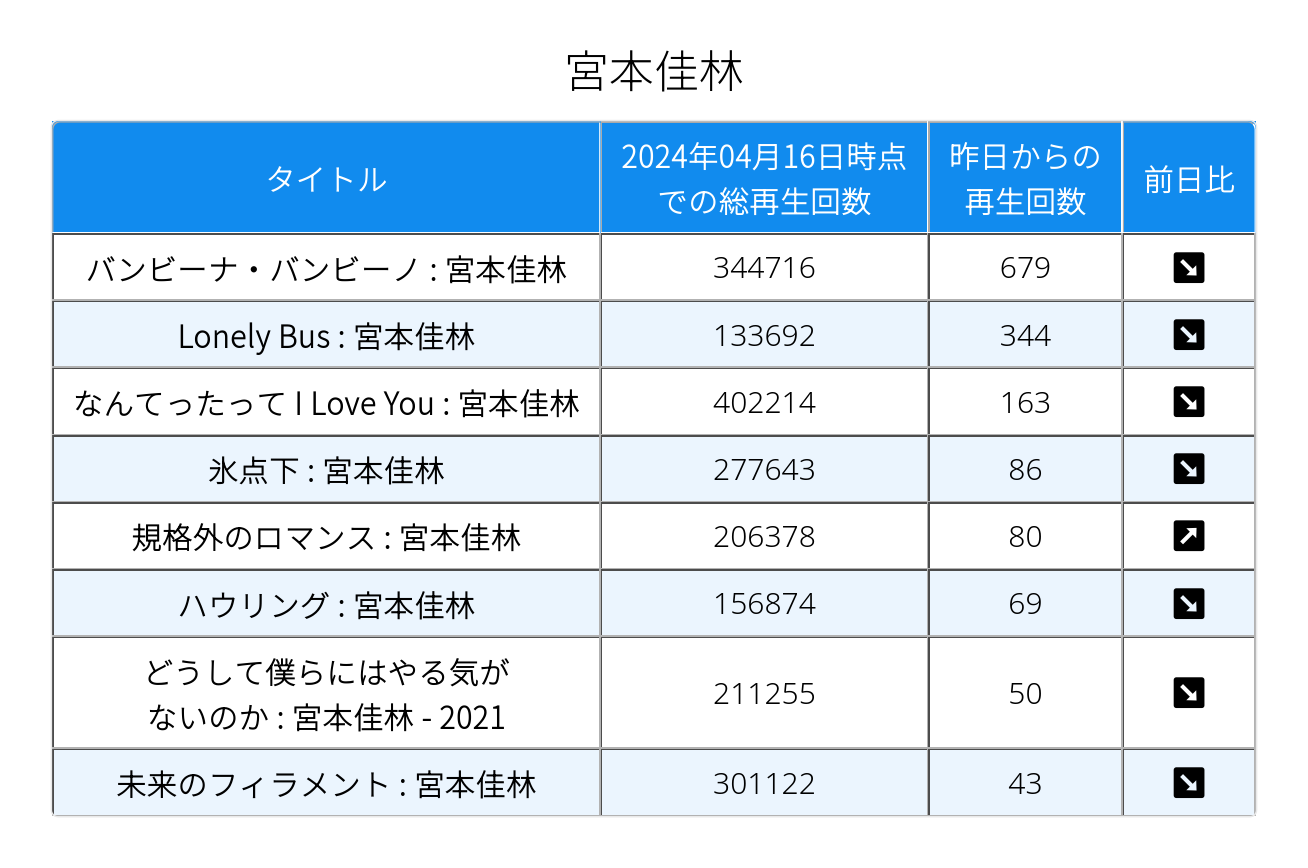 宮本佳林
タイトル
2024年04月16日時点
での総再生回数
昨日からの
再生回数
前日比
バンビーナ・バンビーノ : 宮本佳林
344716
679
Lonely Bus : 宮本佳林
133692
344
なんてったって I Love You : 宮本佳林
402214
163
氷点下 : 宮本佳林
277643
86
規格外のロマンス : 宮本佳林
206378
80
ハウリング : 宮本佳林
156874
69
どうして僕らにはやる気が
ないのか : 宮本佳林 - 2021
211255
50
未来のフィラメント : 宮本佳林
301122
43